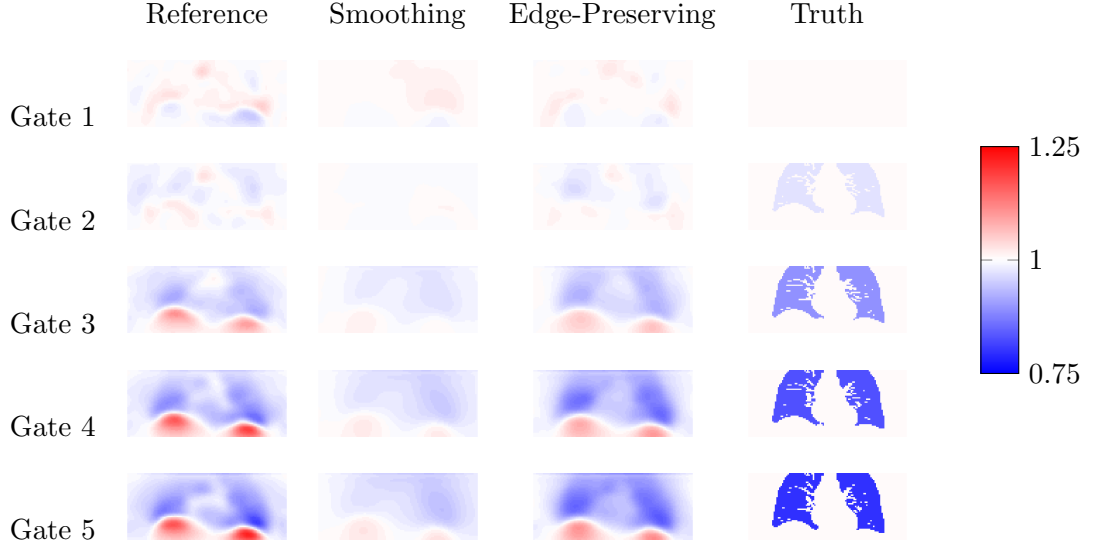 Reference Smoothing Edge-Preserving Truth
Gate 1
Gate 2
Gate 3
Gate 4
Gate 5
1.25
1
0.75